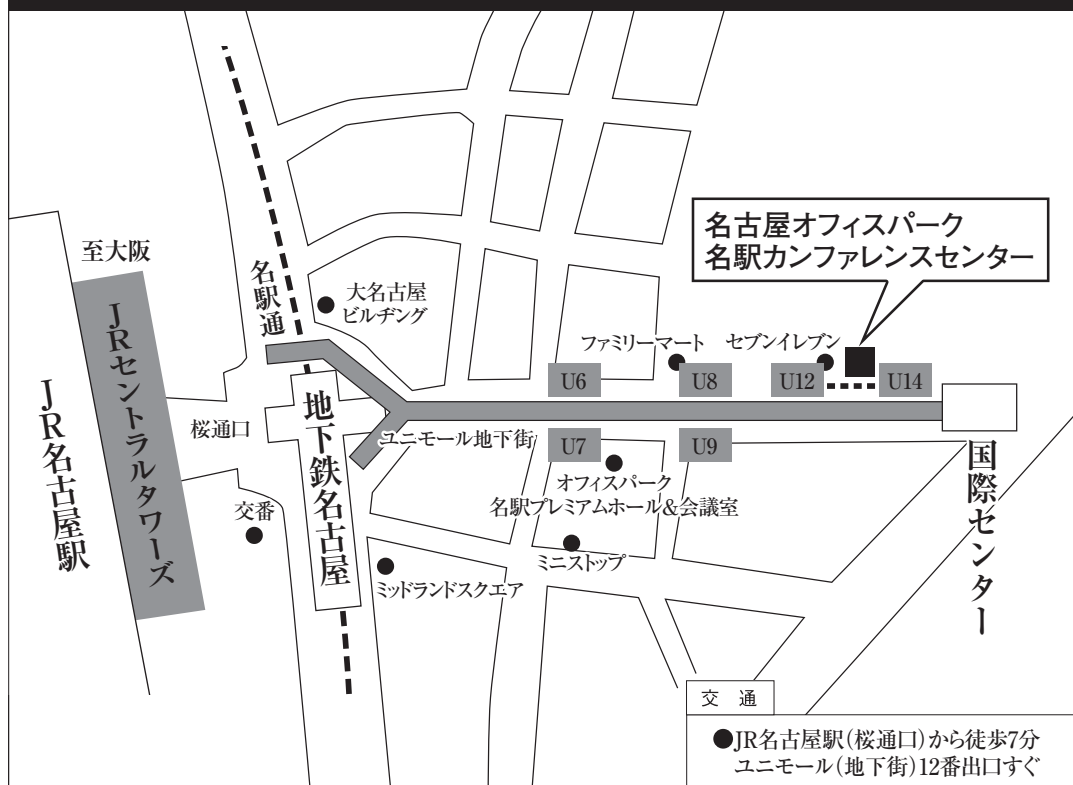 名古屋オフィスパーク
名駅カンファレンスセンター
至大阪
JRセントラルタワーズ
JR名古屋駅
名駅通
大名古屋
ビルヂング
ファミリーマート
セブンイレブン
U6
U8
U12
U14
桜通口
地下鉄名古屋
ユニモール地下街
U7
U9
国際センター
オフィスパーク
名駅プレミアムホール&会議室
交番
ミニストップ
ミッドランドスクエア
交 通
●JR名古屋駅(桜通口)から徒歩7分
ユニモール(地下街)12番出口すぐ